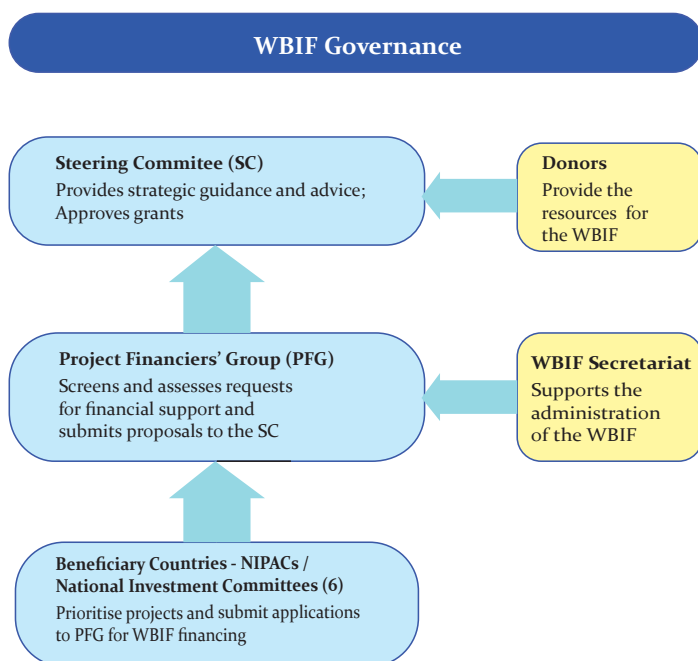 WBIF Governance
Steering Commitee (SC)
Provides strategic guidance and advice;
Approves grants
Donors
Provide the
resources for
the WBIF
Project Financiers' Group (PFG)
Screens and assesses requests
for financial support and
submits proposals to the SC
WBIF Secretariat
Supports the
administration
of the WBIF
Beneficiary Countries - NIPACs /
National Investment Committees (6)
Prioritise projects and submit applications
to PFG for WBIF financing